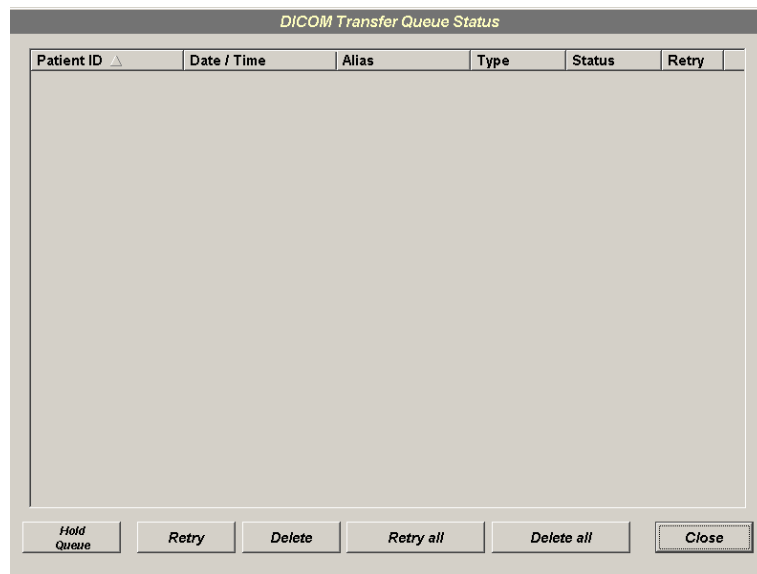 DICOM Transfer Queue Status
Patient ID Date / Time Alias Type Status Retry
Hold
Queue
Retry Delete Retry all Delete all Close